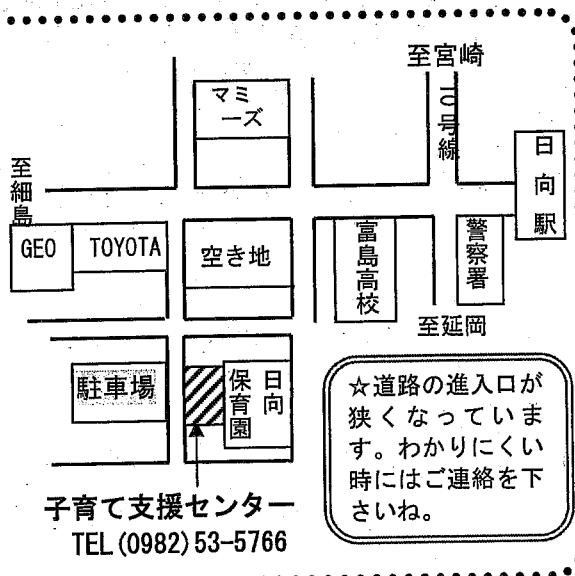 至宮崎
10号線
マミ
ーズ
日向駅
至細島
GEO
TOYOTA
空き地
富島高校
警察署
至延岡
駐車場
日向
保育園
☆道路の進入口が
狭くなっていま
す。わかりにくい
時にはご連絡を下
さいね。
子育て支援センター
TEL(0982)53-5766